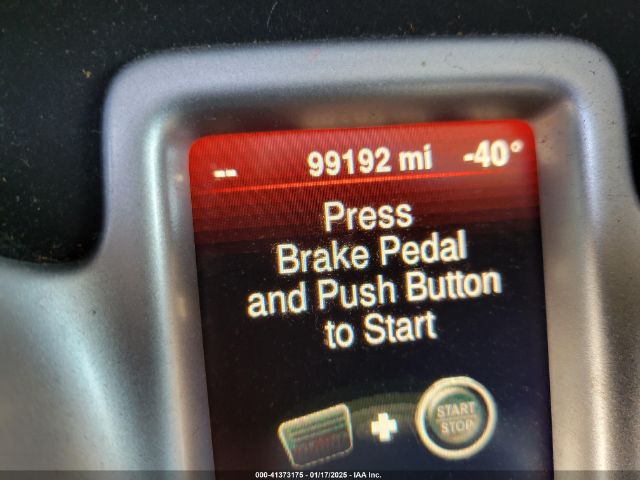 -- 99192 mi -40°
Press
Brake Pedal
and Push Button
to Start
START
STOP
000-41373175 | 01/17/2025 - IAA Inc.